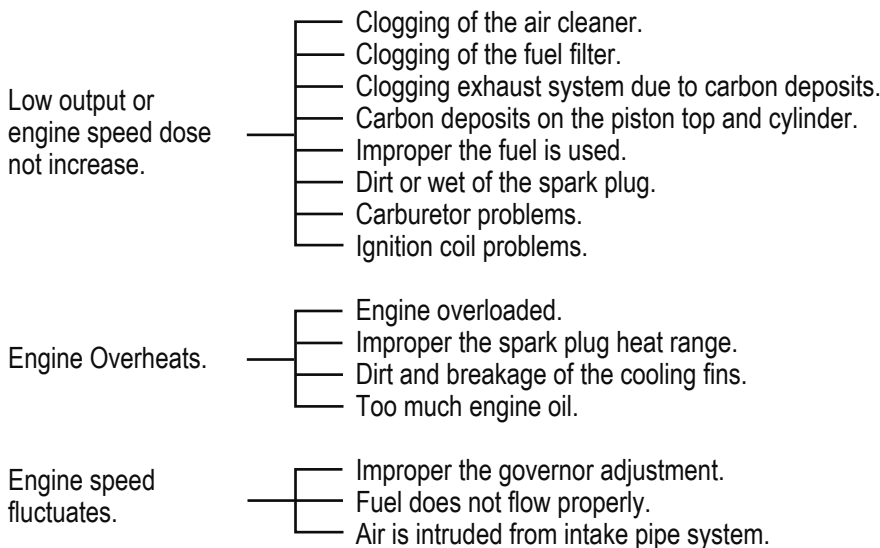 Low output or
engine speed dose
not increase.
Clogging of the air cleaner.
Clogging of the fuel filter.
Clogging exhaust system due to carbon deposits.
Carbon deposits on the piston top and cylinder.
Improper the fuel is used.
Dirt or wet of the spark plug.
Carburetor problems.
Ignition coil problems.
Engine Overheats.
Engine overloaded.
Improper the spark plug heat range.
Dirt and breakage of the cooling fins.
Too much engine oil.
Engine speed
fluctuates.
Improper the governor adjustment.
Fuel does not flow properly.
Air is intruded from intake pipe system.